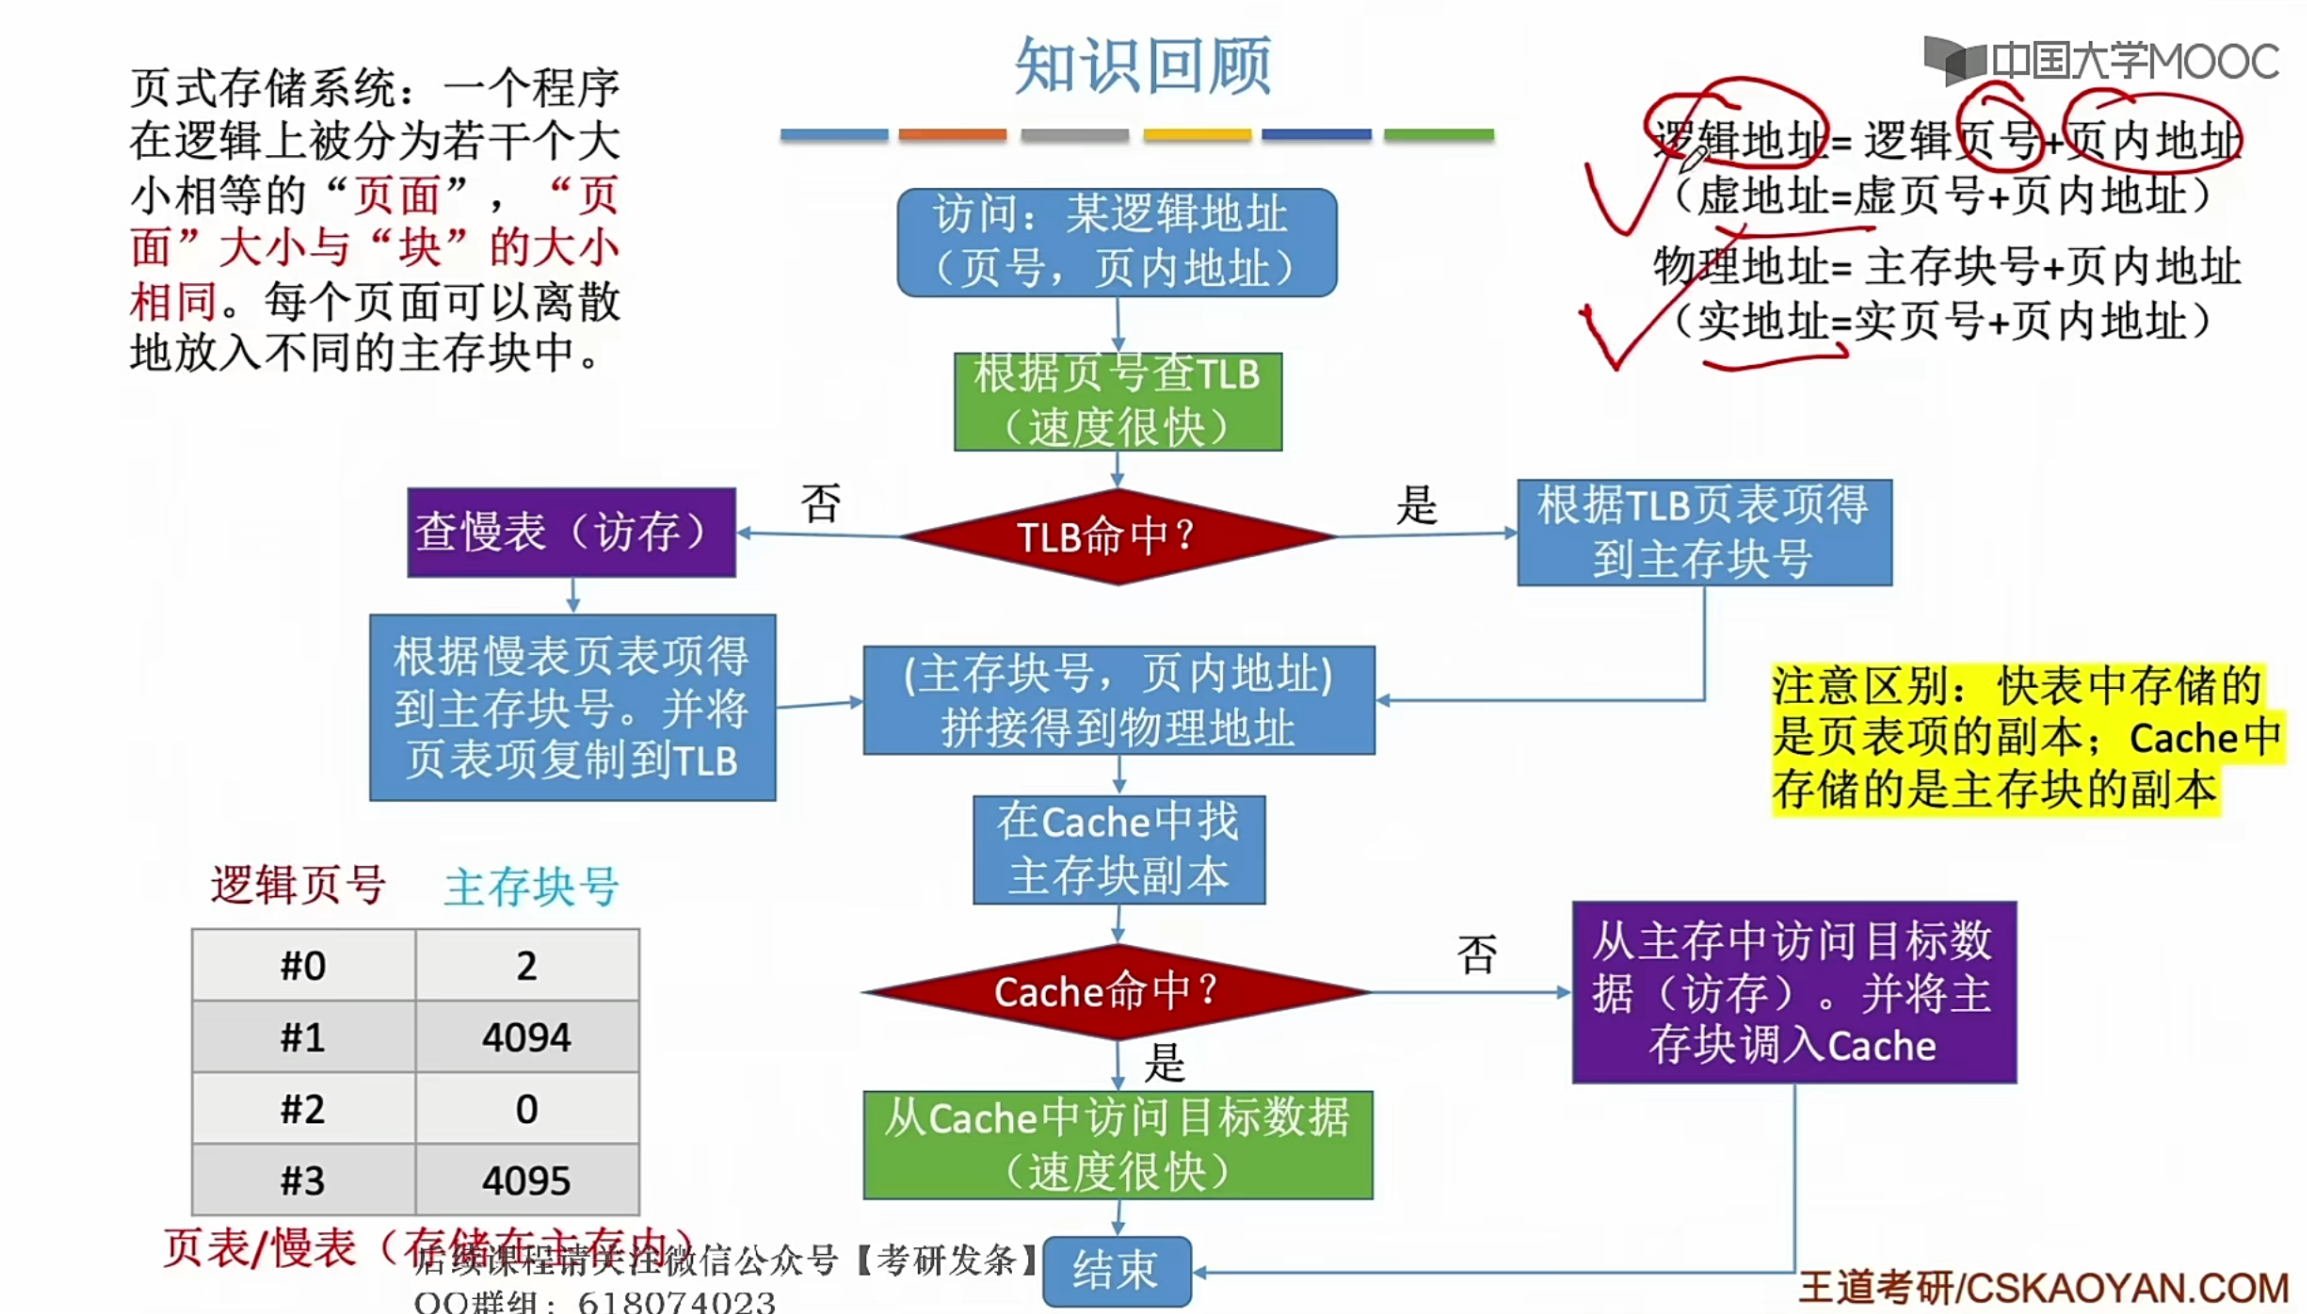 知识回顾
中国大学MOOC
页式存储系统：一个程序
在逻辑上被分为若干个大
小相等的“页面”，“页
面”大小与“块”的大小
相同。每个页面可以离散
地放入不同的主存块中。
逻辑地址= 逻辑页号+页内地址
（虚地址=虚页号+页内地址）
物理地址= 主存块号+页内地址
（实地址=实页号+页内地址）
访问：某逻辑地址
（页号，页内地址）
根据页号查TLB
（速度很快）
TLB命中？
否
是
查慢表（访存）
根据TLB页表项得
到主存块号
根据慢表页表项得
到主存块号。并将
页表项复制到TLB
(主存块号，页内地址)
拼接得到物理地址
注意区别：快表中存储的
是页表项的副本；Cache中
存储的是主存块的副本
在Cache中找
主存块副本
Cache命中？
否
是
从主存中访问目标数
据（访存）。并将主
存块调入Cache
从Cache中访问目标数据
（速度很快）
结束
逻辑页号 主存块号
#0 2
#1 4094
#2 0
#3 4095
页表/慢表（存储在主存内）
后续课程请关注微信公众号【考研发条】
QQ群组：618074023
王道考研/CSKAOYAN.COM